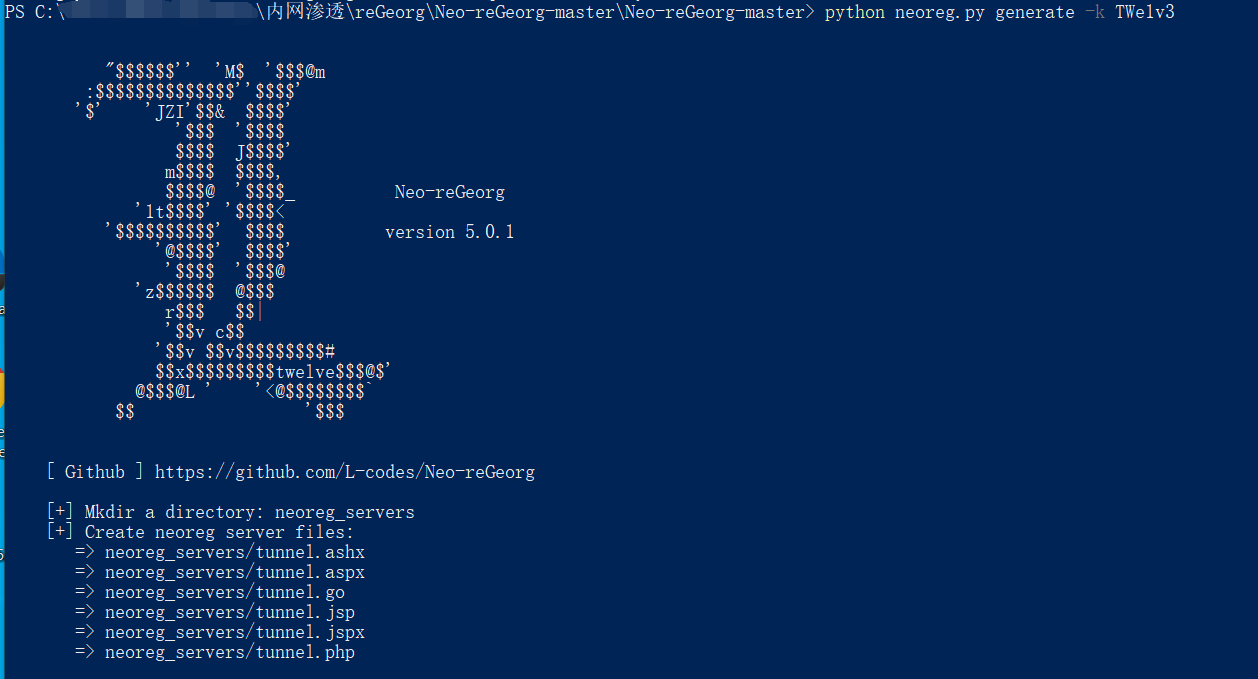 PS C:\ \内网渗透\reGeorg\Neo-reGeorg-master\Neo-reGeorg-master> python neoreg.py generate -k TWelv3
"$$$$$$''  'M$  '$$$@m
:$$$$$$$$$$$$$$''$$$$'
'$'    'JZI'$$&  $$$$'
'$$$  '$$$$
$$$$  J$$$$'
m$$$$  $$$$,
$$$$@  '$$$$_          Neo-reGeorg
'1t$$$$' '$$$$<
'$$$$$$$$$$'  $$$$          version 5.0.1
'@$$$$'  $$$$'
'$$$$  '$$$@
'z$$$$$$  @$$$
r$$$   $$|
'$$v c$$
'$$v $$v$$$$$$$$$#
$$x$$$$$$$$$twelve$$$@$'
@$$$@L '    '<@$$$$$$$$`
$$                 '$$$
[ Github ] https://github.com/L-codes/Neo-reGeorg
[+] Mkdir a directory: neoreg_servers
[+] Create neoreg server files:
=> neoreg_servers/tunnel.ashx
=> neoreg_servers/tunnel.aspx
=> neoreg_servers/tunnel.go
=> neoreg_servers/tunnel.jsp
=> neoreg_servers/tunnel.jspx
=> neoreg_servers/tunnel.php